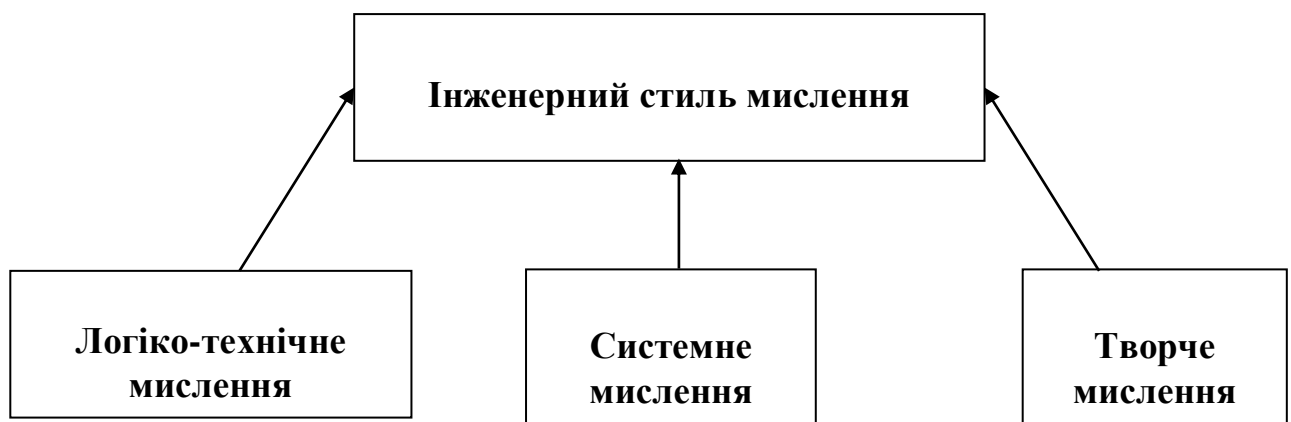 Інженерний стиль мислення
Логіко-технічне
мислення
Системне
мислення
Творче
мислення